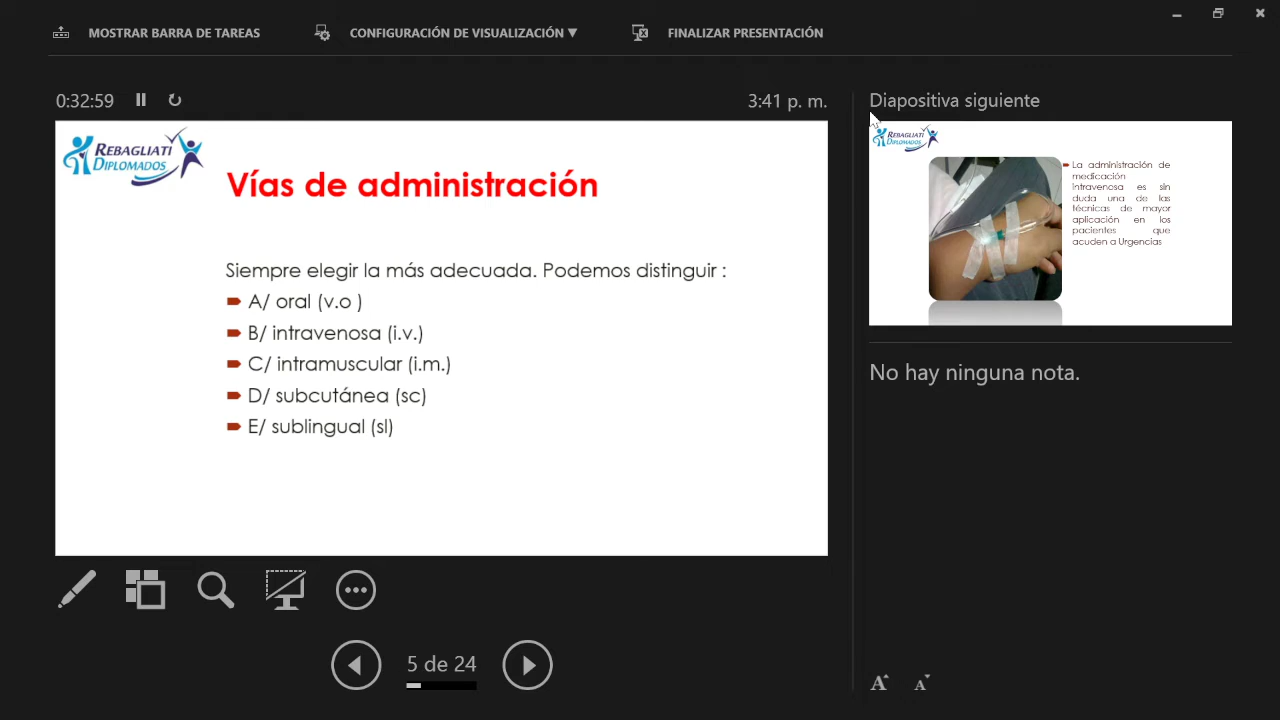 MOSTRAR BARRA DE TAREAS
CONFIGURACIÓN DE VISUALIZACIÓN ▼
FINALIZAR PRESENTACIÓN
0:32:59
3:41 p. m.
REBAGLIATI
DIPLOMADOS
Vías de administración
Siempre elegir la más adecuada. Podemos distinguir :
A/ oral (v.o )
B/ intravenosa (i.v.)
C/ intramuscular (i.m.)
D/ subcutánea (sc)
E/ sublingual (sl)
5 de 24
Diapositiva siguiente
REBAGLIATI
DIPLOMADOS
La administración de
medicación
intravenosa es sin
duda una de las
técnicas de mayor
aplicación en los
pacientes que
acuden a Urgencias
No hay ninguna nota.
A A